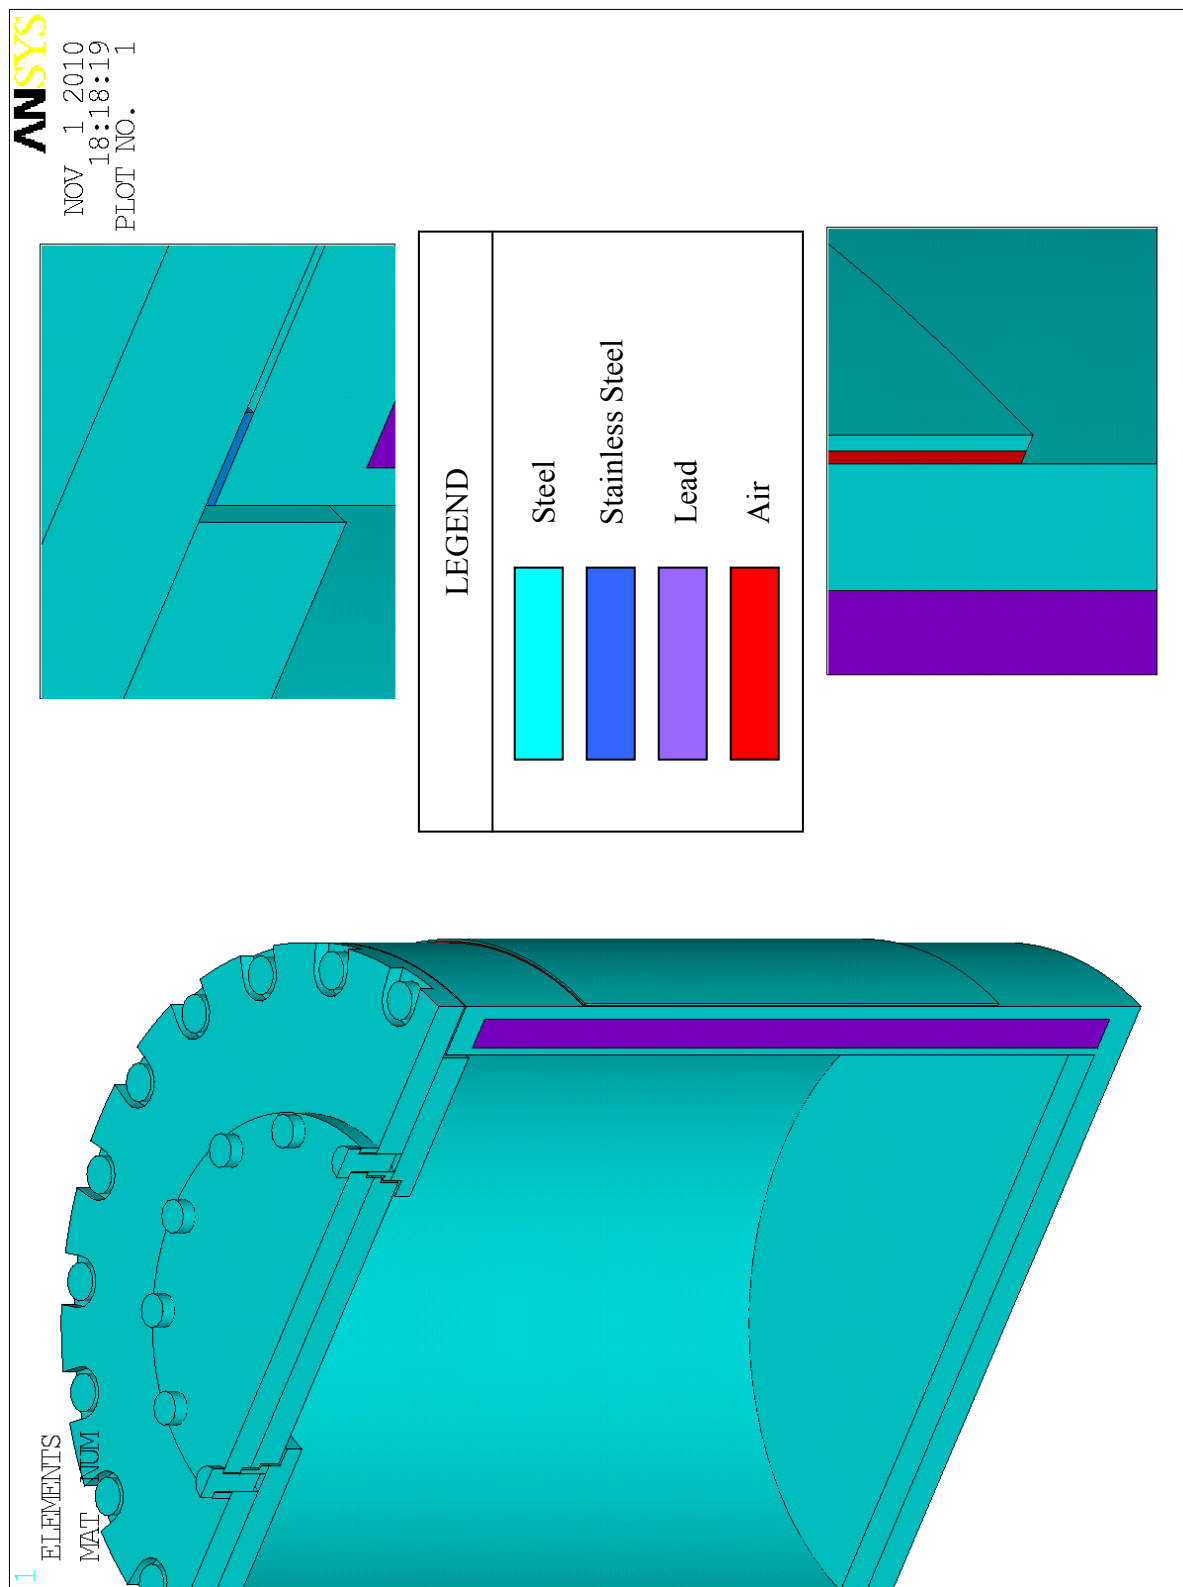 1
ELEMENTS
MAT NUM
ANSYS
NOV 1 2010
18:18:19
PLOT NO. 1
LEGEND
Steel
Stainless Steel
Lead
Air